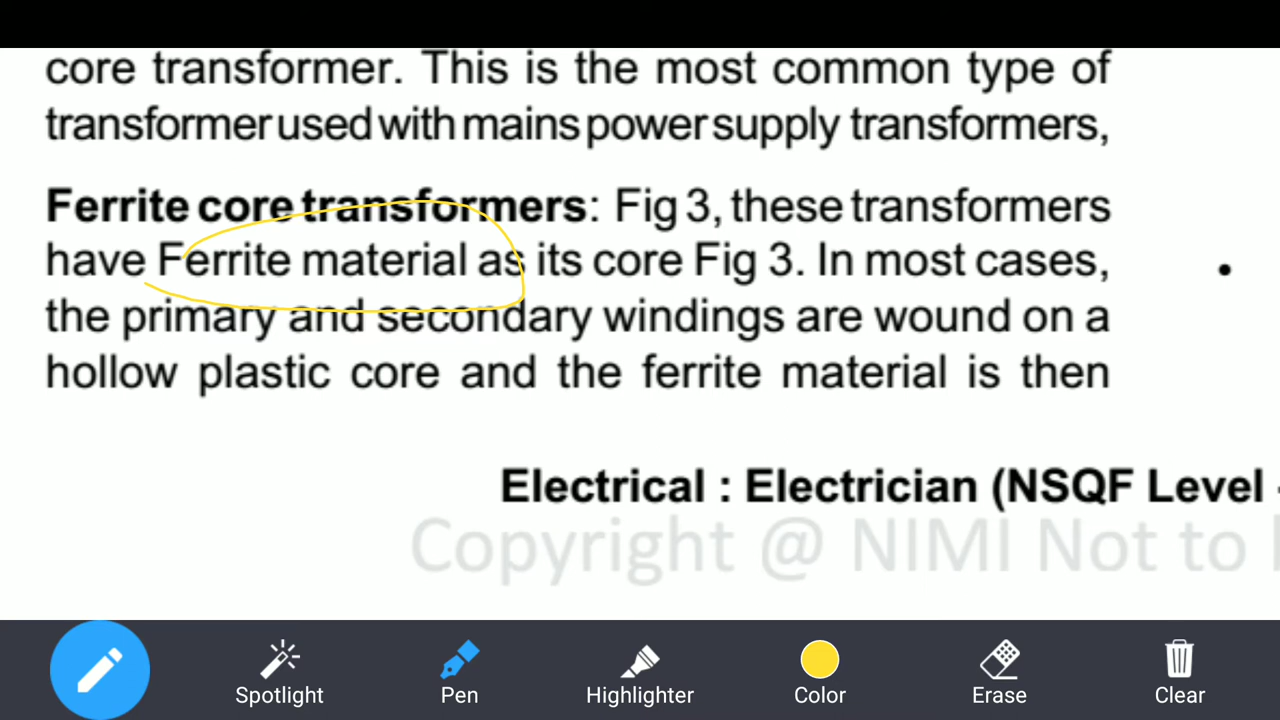 core transformer. This is the most common type of
transformer used with mains power supply transformers,
Ferrite core transformers: Fig 3, these transformers
have Ferrite material as its core Fig 3. In most cases,
the primary and secondary windings are wound on a
hollow plastic core and the ferrite material is then
Electrical : Electrician (NSQF Level
Copyright @ NIMI Not to
Spotlight Pen Highlighter Color Erase Clear